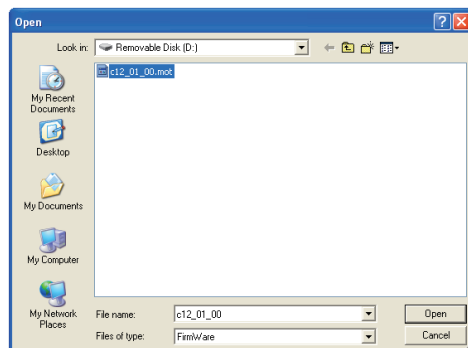 Open
Look in:
Removable Disk (D:)
c12_01_00.mot
My Recent
Documents
Desktop
My Documents
My Computer
My Network
Places
File name:
c12_01_00
Open
Files of type:
FirmWare
Cancel